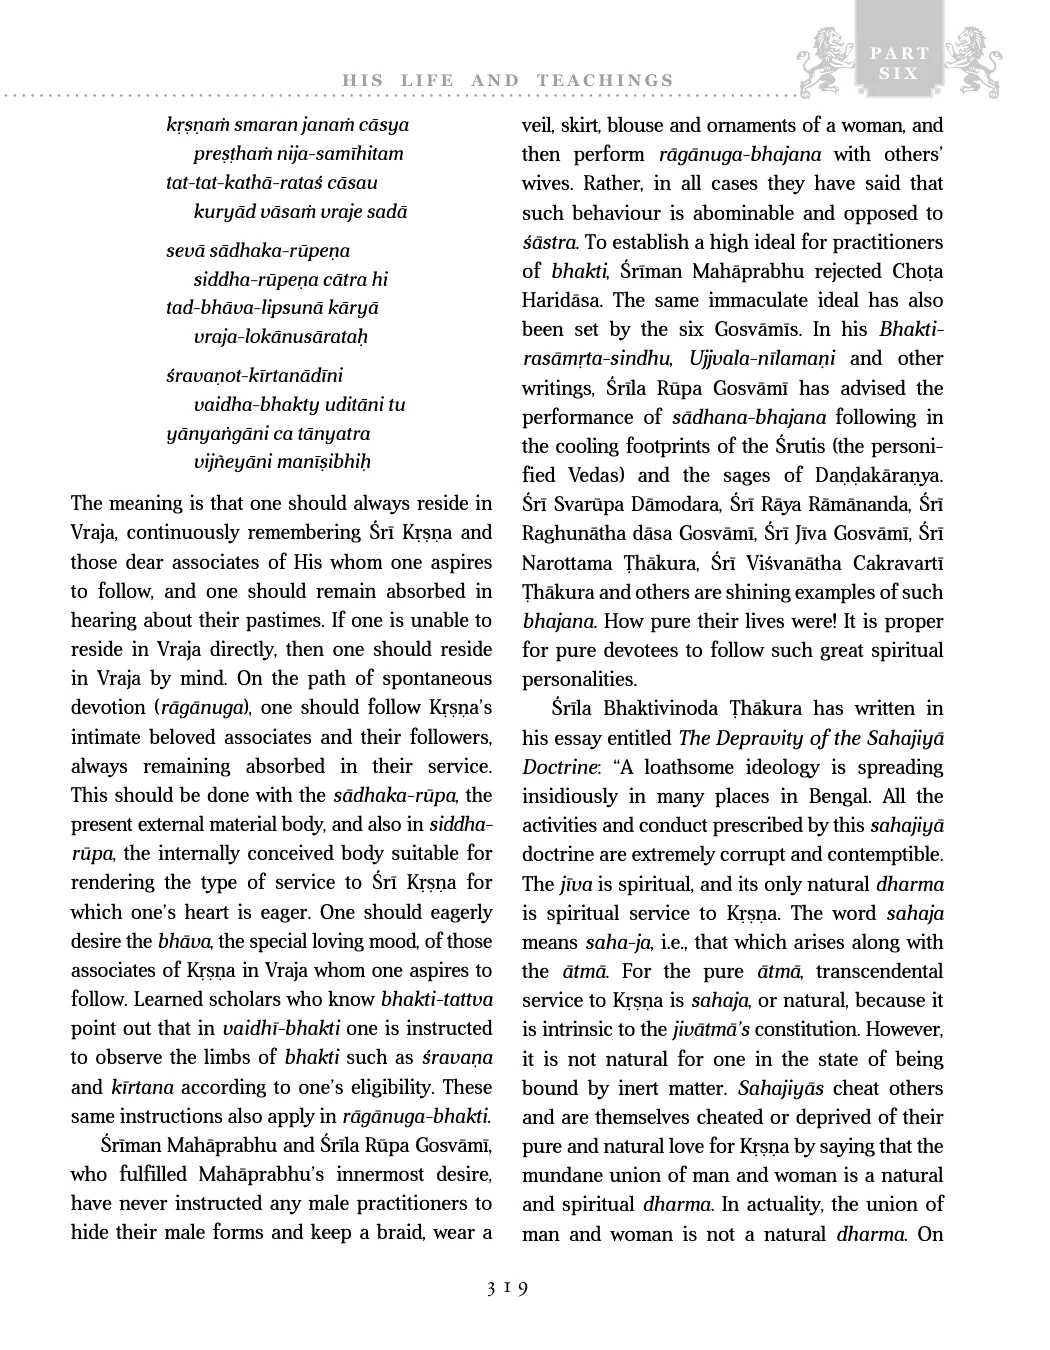 HIS LIFE AND TEACHINGS
PART
SIX
kṛṣṇaṁ smaran janaṁ cāsya
preṣṭhaṁ nija-samīhitam
tat-tat-kathā-rataś cāsau
kuryād vāsaṁ vraje sadā
sevā sādhaka-rūpeṇa
siddha-rūpeṇa cātra hi
tad-bhāva-lipsunā kāryā
vraja-lokānusārataḥ
śravaṇot-kīrtanādīni
vaidha-bhakty uditāni tu
yānyaṅgāni ca tānyatra
vijñeyāni manīṣibhiḥ
The meaning is that one should always reside in
Vraja, continuously remembering Śrī Kṛṣṇa and
those dear associates of His whom one aspires
to follow, and one should remain absorbed in
hearing about their pastimes. If one is unable to
reside in Vraja directly, then one should reside
in Vraja by mind. On the path of spontaneous
devotion (rāgānuga), one should follow Kṛṣṇa’s
intimate beloved associates and their followers,
always remaining absorbed in their service.
This should be done with the sādhaka-rūpa, the
present external material body, and also in siddha-
rūpa, the internally conceived body suitable for
rendering the type of service to Śrī Kṛṣṇa for
which one’s heart is eager. One should eagerly
desire the bhāva, the special loving mood, of those
associates of Kṛṣṇa in Vraja whom one aspires to
follow. Learned scholars who know bhakti-tattva
point out that in vaidhī-bhakti one is instructed
to observe the limbs of bhakti such as śravaṇa
and kīrtana according to one’s eligibility. These
same instructions also apply in rāgānuga-bhakti.
Śrīman Mahāprabhu and Śrīla Rūpa Gosvāmī,
who fulfilled Mahāprabhu’s innermost desire,
have never instructed any male practitioners to
hide their male forms and keep a braid, wear a
veil, skirt, blouse and ornaments of a woman, and
then perform rāgānuga-bhajana with others’
wives. Rather, in all cases they have said that
such behaviour is abominable and opposed to
śāstra. To establish a high ideal for practitioners
of bhakti, Śrīman Mahāprabhu rejected Choṭa
Haridāsa. The same immaculate ideal has also
been set by the six Gosvāmīs. In his Bhakti-
rasāmṛta-sindhu, Ujjvala-nīlamaṇi and other
writings, Śrīla Rūpa Gosvāmī has advised the
performance of sādhana-bhajana following in
the cooling footprints of the Śrutis (the personi-
fied Vedas) and the sages of Daṇḍakāraṇya.
Śrī Svarūpa Dāmodara, Śrī Rāya Rāmānanda, Śrī
Raghunātha dāsa Gosvāmī, Śrī Jīva Gosvāmī, Śrī
Narottama Ṭhākura, Śrī Viśvanātha Cakravartī
Ṭhākura and others are shining examples of such
bhajana. How pure their lives were! It is proper
for pure devotees to follow such great spiritual
personalities.
Śrīla Bhaktivinoda Ṭhākura has written in
his essay entitled The Depravity of the Sahajiyā
Doctrine: “A loathsome ideology is spreading
insidiously in many places in Bengal. All the
activities and conduct prescribed by this sahajiyā
doctrine are extremely corrupt and contemptible.
The jīva is spiritual, and its only natural dharma
is spiritual service to Kṛṣṇa. The word sahaja
means saha-ja, i.e., that which arises along with
the ātmā. For the pure ātmā, transcendental
service to Kṛṣṇa is sahaja, or natural, because it
is intrinsic to the jivātmā’s constitution. However,
it is not natural for one in the state of being
bound by inert matter. Sahajiyās cheat others
and are themselves cheated or deprived of their
pure and natural love for Kṛṣṇa by saying that the
mundane union of man and woman is a natural
and spiritual dharma. In actuality, the union of
man and woman is not a natural dharma. On
319